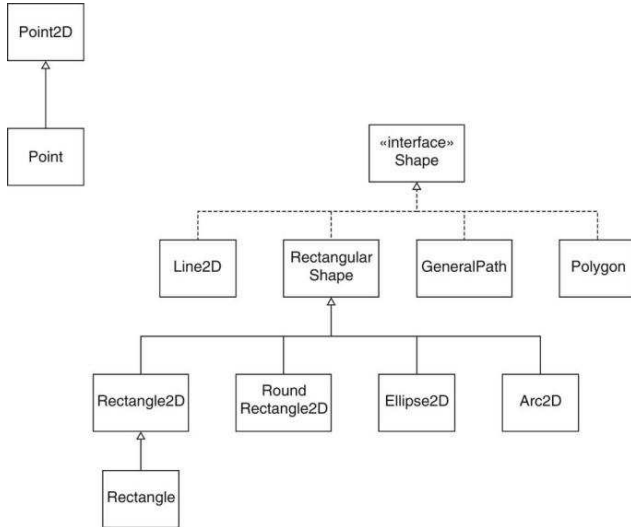 Point2D
Point
«interface»
Shape
Line2D
Rectangular
Shape
GeneralPath
Polygon
Rectangle2D
Round
Rectangle2D
Ellipse2D
Arc2D
Rectangle